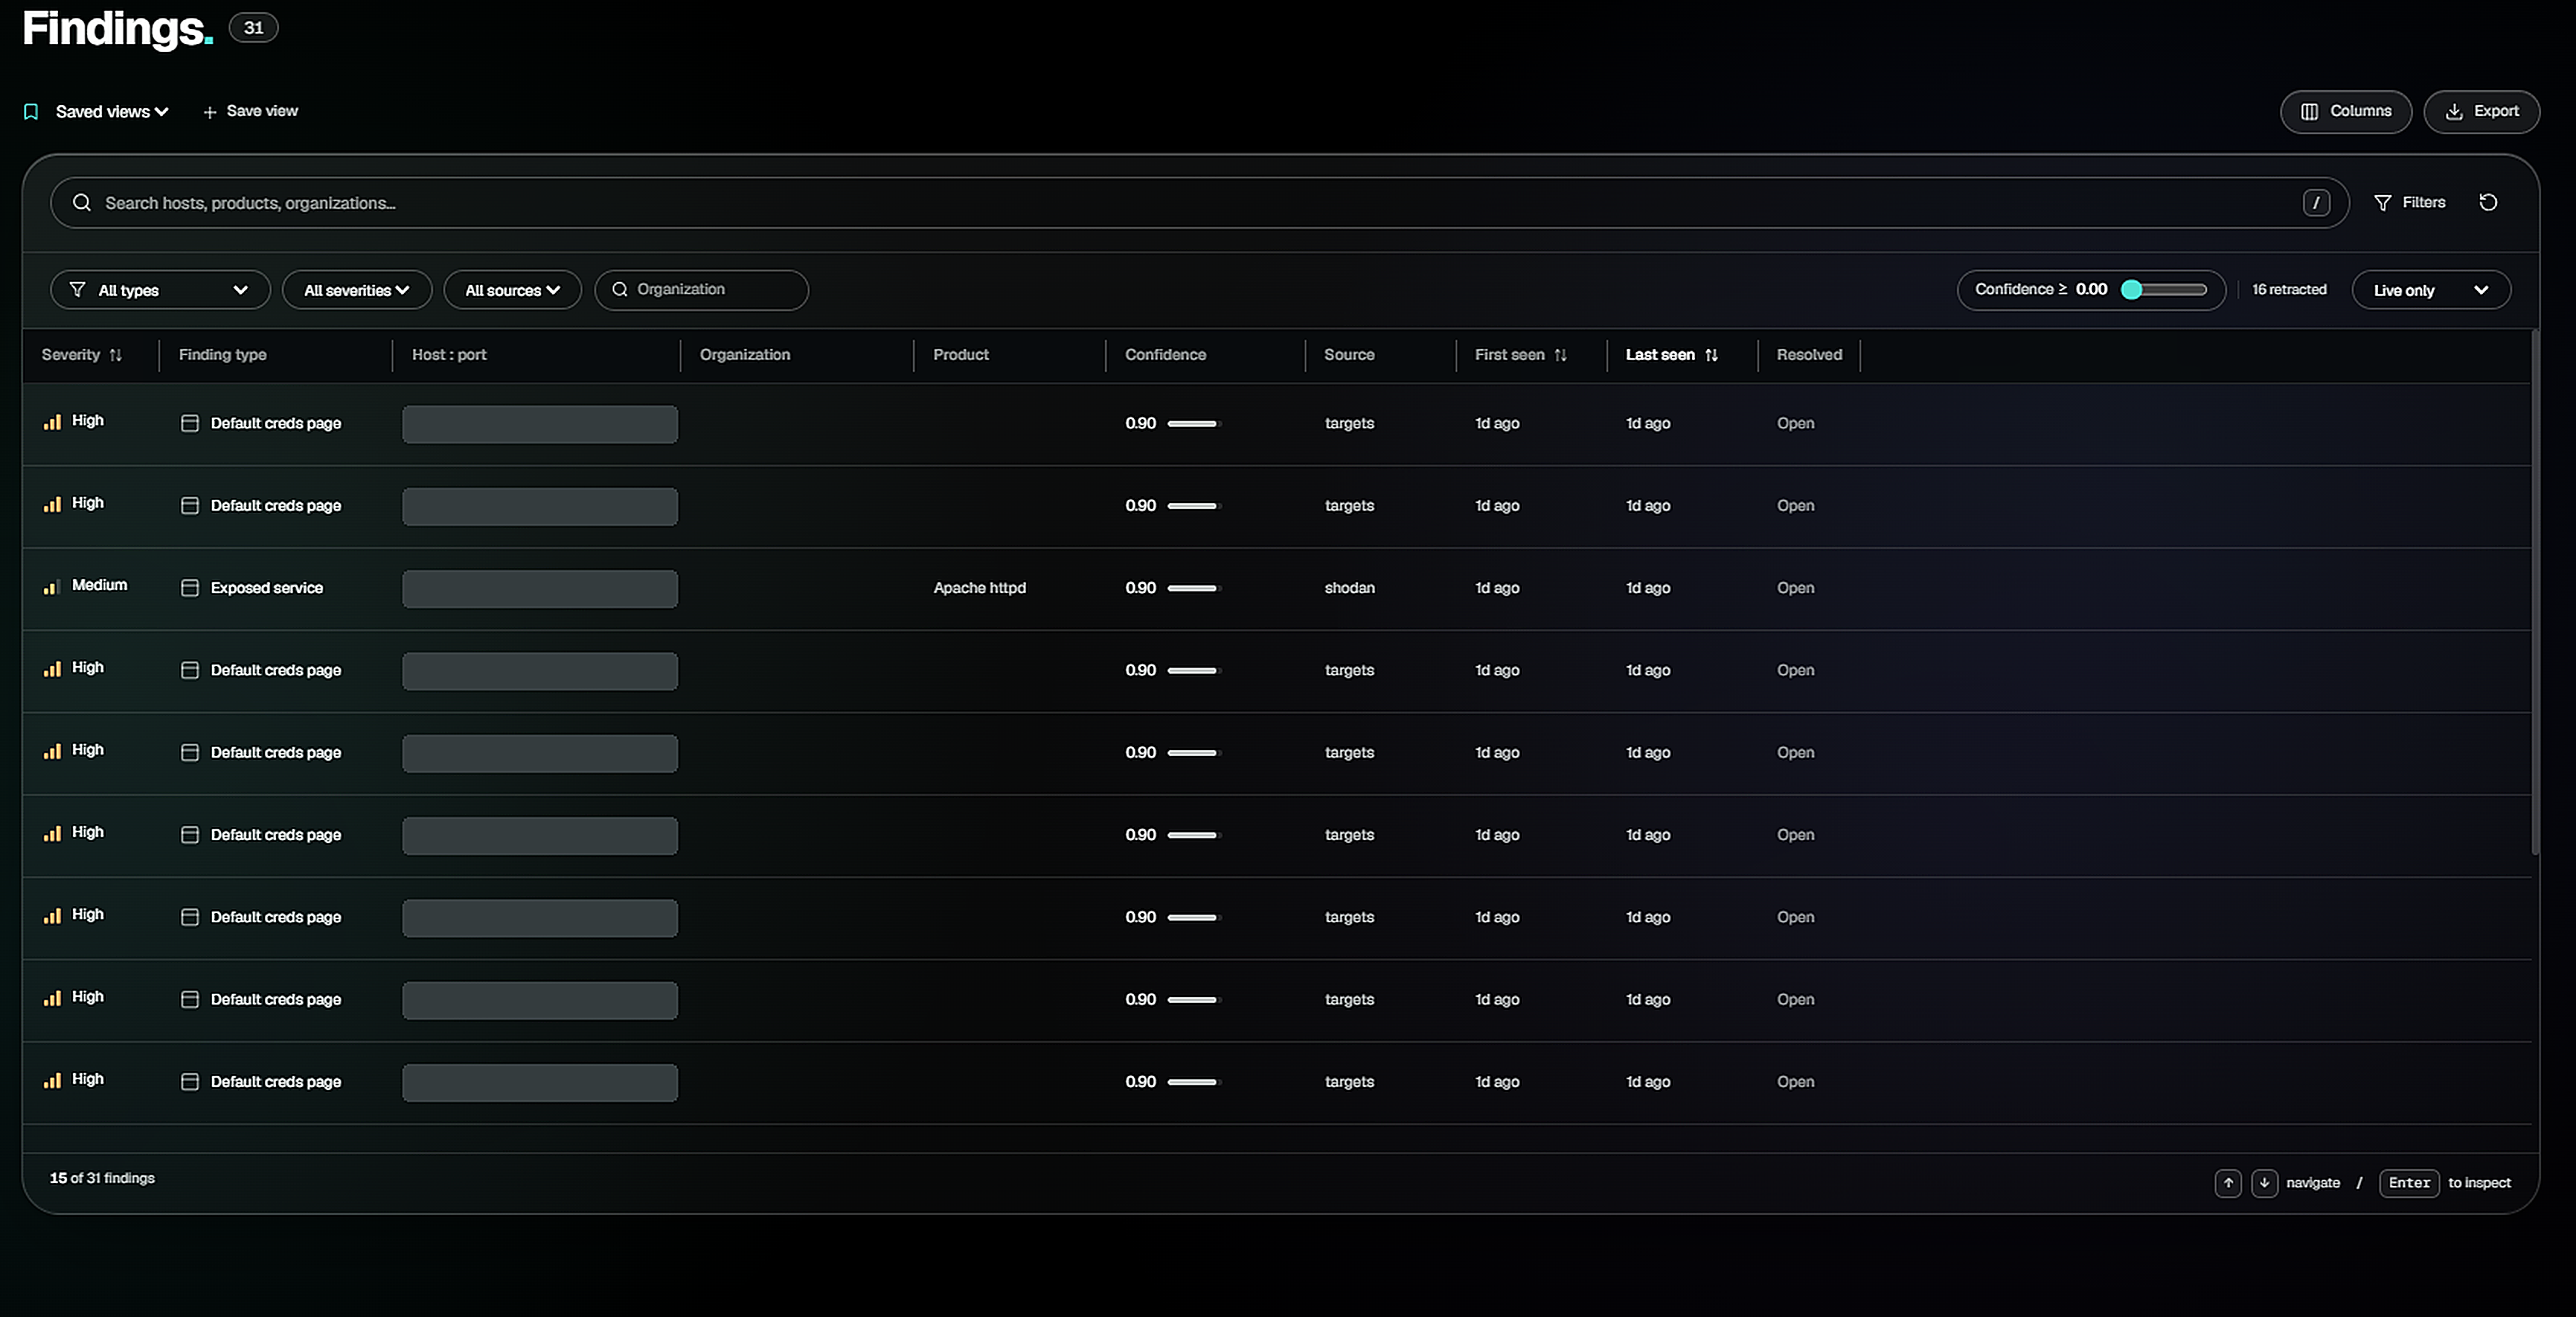 Findings. 31
Saved views + Save view Columns Export
Search hosts, products, organizations... / Filters
All types All severities All sources Organization Confidence ≥ 0.00 16 retracted Live only
Severity Finding type Host : port Organization Product Confidence Source First seen Last seen Resolved
High Default creds page 0.90 targets 1d ago 1d ago Open
High Default creds page 0.90 targets 1d ago 1d ago Open
Medium Exposed service Apache httpd 0.90 shodan 1d ago 1d ago Open
High Default creds page 0.90 targets 1d ago 1d ago Open
High Default creds page 0.90 targets 1d ago 1d ago Open
High Default creds page 0.90 targets 1d ago 1d ago Open
High Default creds page 0.90 targets 1d ago 1d ago Open
High Default creds page 0.90 targets 1d ago 1d ago Open
High Default creds page 0.90 targets 1d ago 1d ago Open
15 of 31 findings ↑ ↓ navigate / Enter to inspect